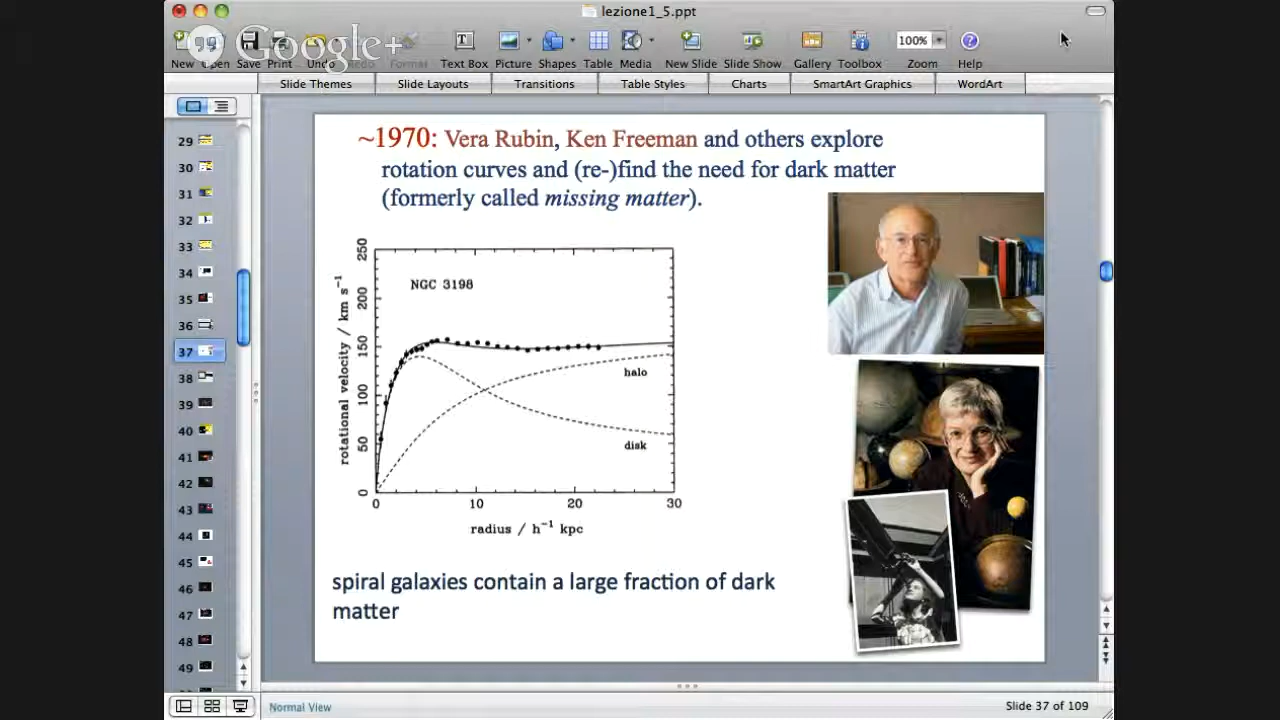 lezione1_5.ppt
Google+
New Open Save Print Undo Redo Format Text Box Picture Shapes Table Media New Slide Slide Show Gallery Toolbox Zoom Help
100%
Slide Themes Slide Layouts Transitions Table Styles Charts SmartArt Graphics WordArt
29
30
31
32
33
34
35
36
37
38
39
40
41
42
43
44
45
46
47
48
49
~1970: Vera Rubin, Ken Freeman and others explore
rotation curves and (re-)find the need for dark matter
(formerly called missing matter).
NGC 3198
rotational velocity / km s⁻¹
250
200
150
100
50
0
halo
disk
0 10 20 30
radius / h⁻¹ kpc
spiral galaxies contain a large fraction of dark
matter
Normal View
Slide 37 of 109